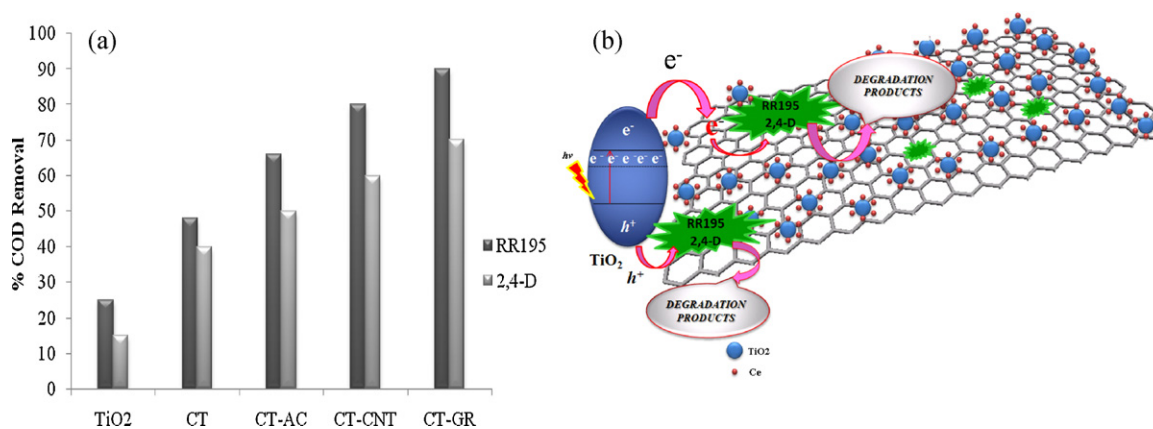 (a)
% COD Removal
100
90
80
70
60
50
40
30
20
10
0
TiO2 CT CT-AC CT-CNT CT-GR
RR195
2,4-D
(b)
e-
e-
e- e- e- e- e-
hν
h+
TiO₂
h+
e-
RR195
2,4-D
DEGRADATION
PRODUCTS
RR195
2,4-D
DEGRADATION
PRODUCTS
TiO2
Ce